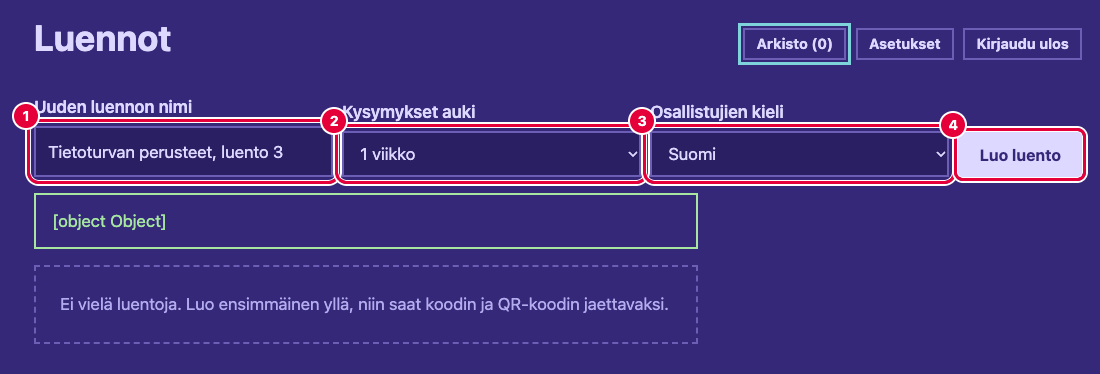 Luennot
Arkisto (0) Asetukset Kirjaudu ulos
Uuden luennon nimi Kysymykset auki Osallistujien kieli
1 2 3 4
Tietoturvan perusteet, luento 3 1 viikko Suomi Luo luento
[object Object]
Ei vielä luentoja. Luo ensimmäinen yllä, niin saat koodin ja QR-koodin jaettavaksi.